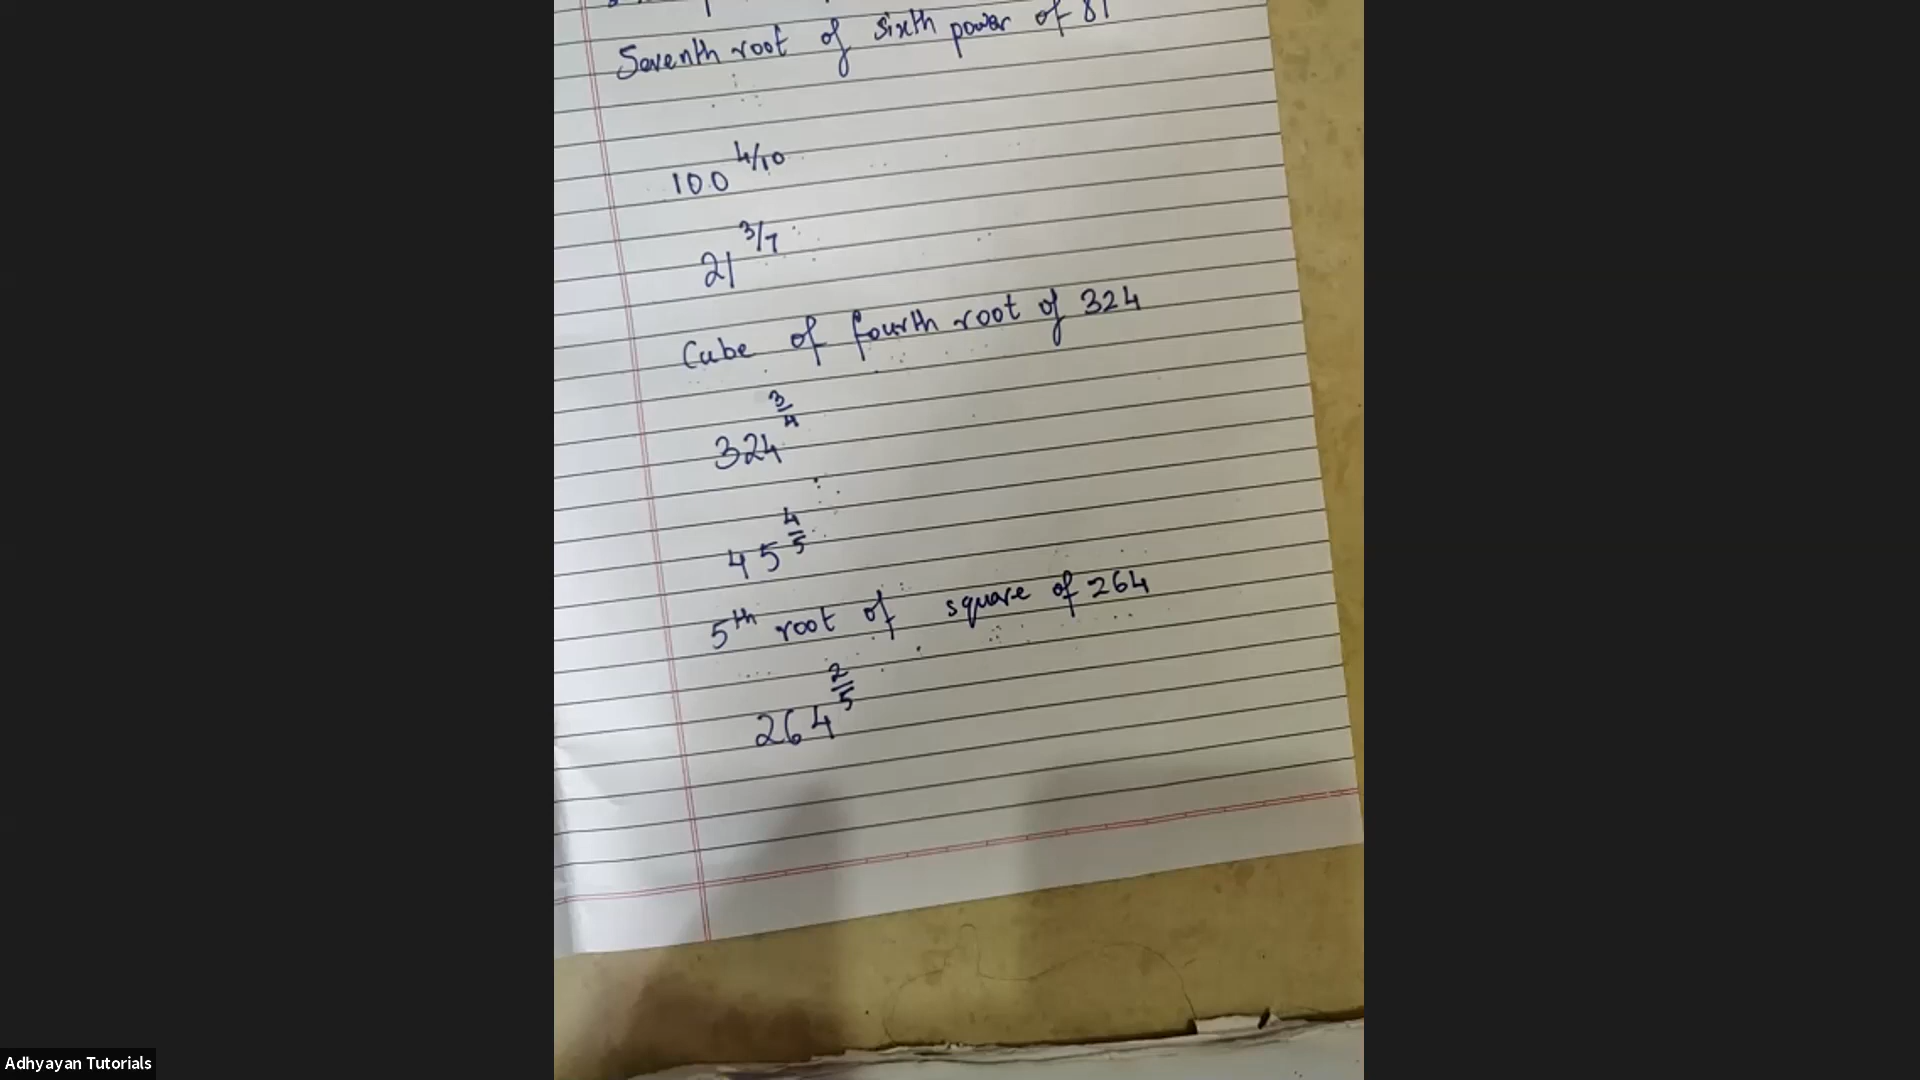 Seventh root of sixth power of 81
100^4/10
21^3/7
Cube of fourth root of 324
324^3/4
45^4/5
5th root of square of 264
264^2/5
Adhyayan Tutorials